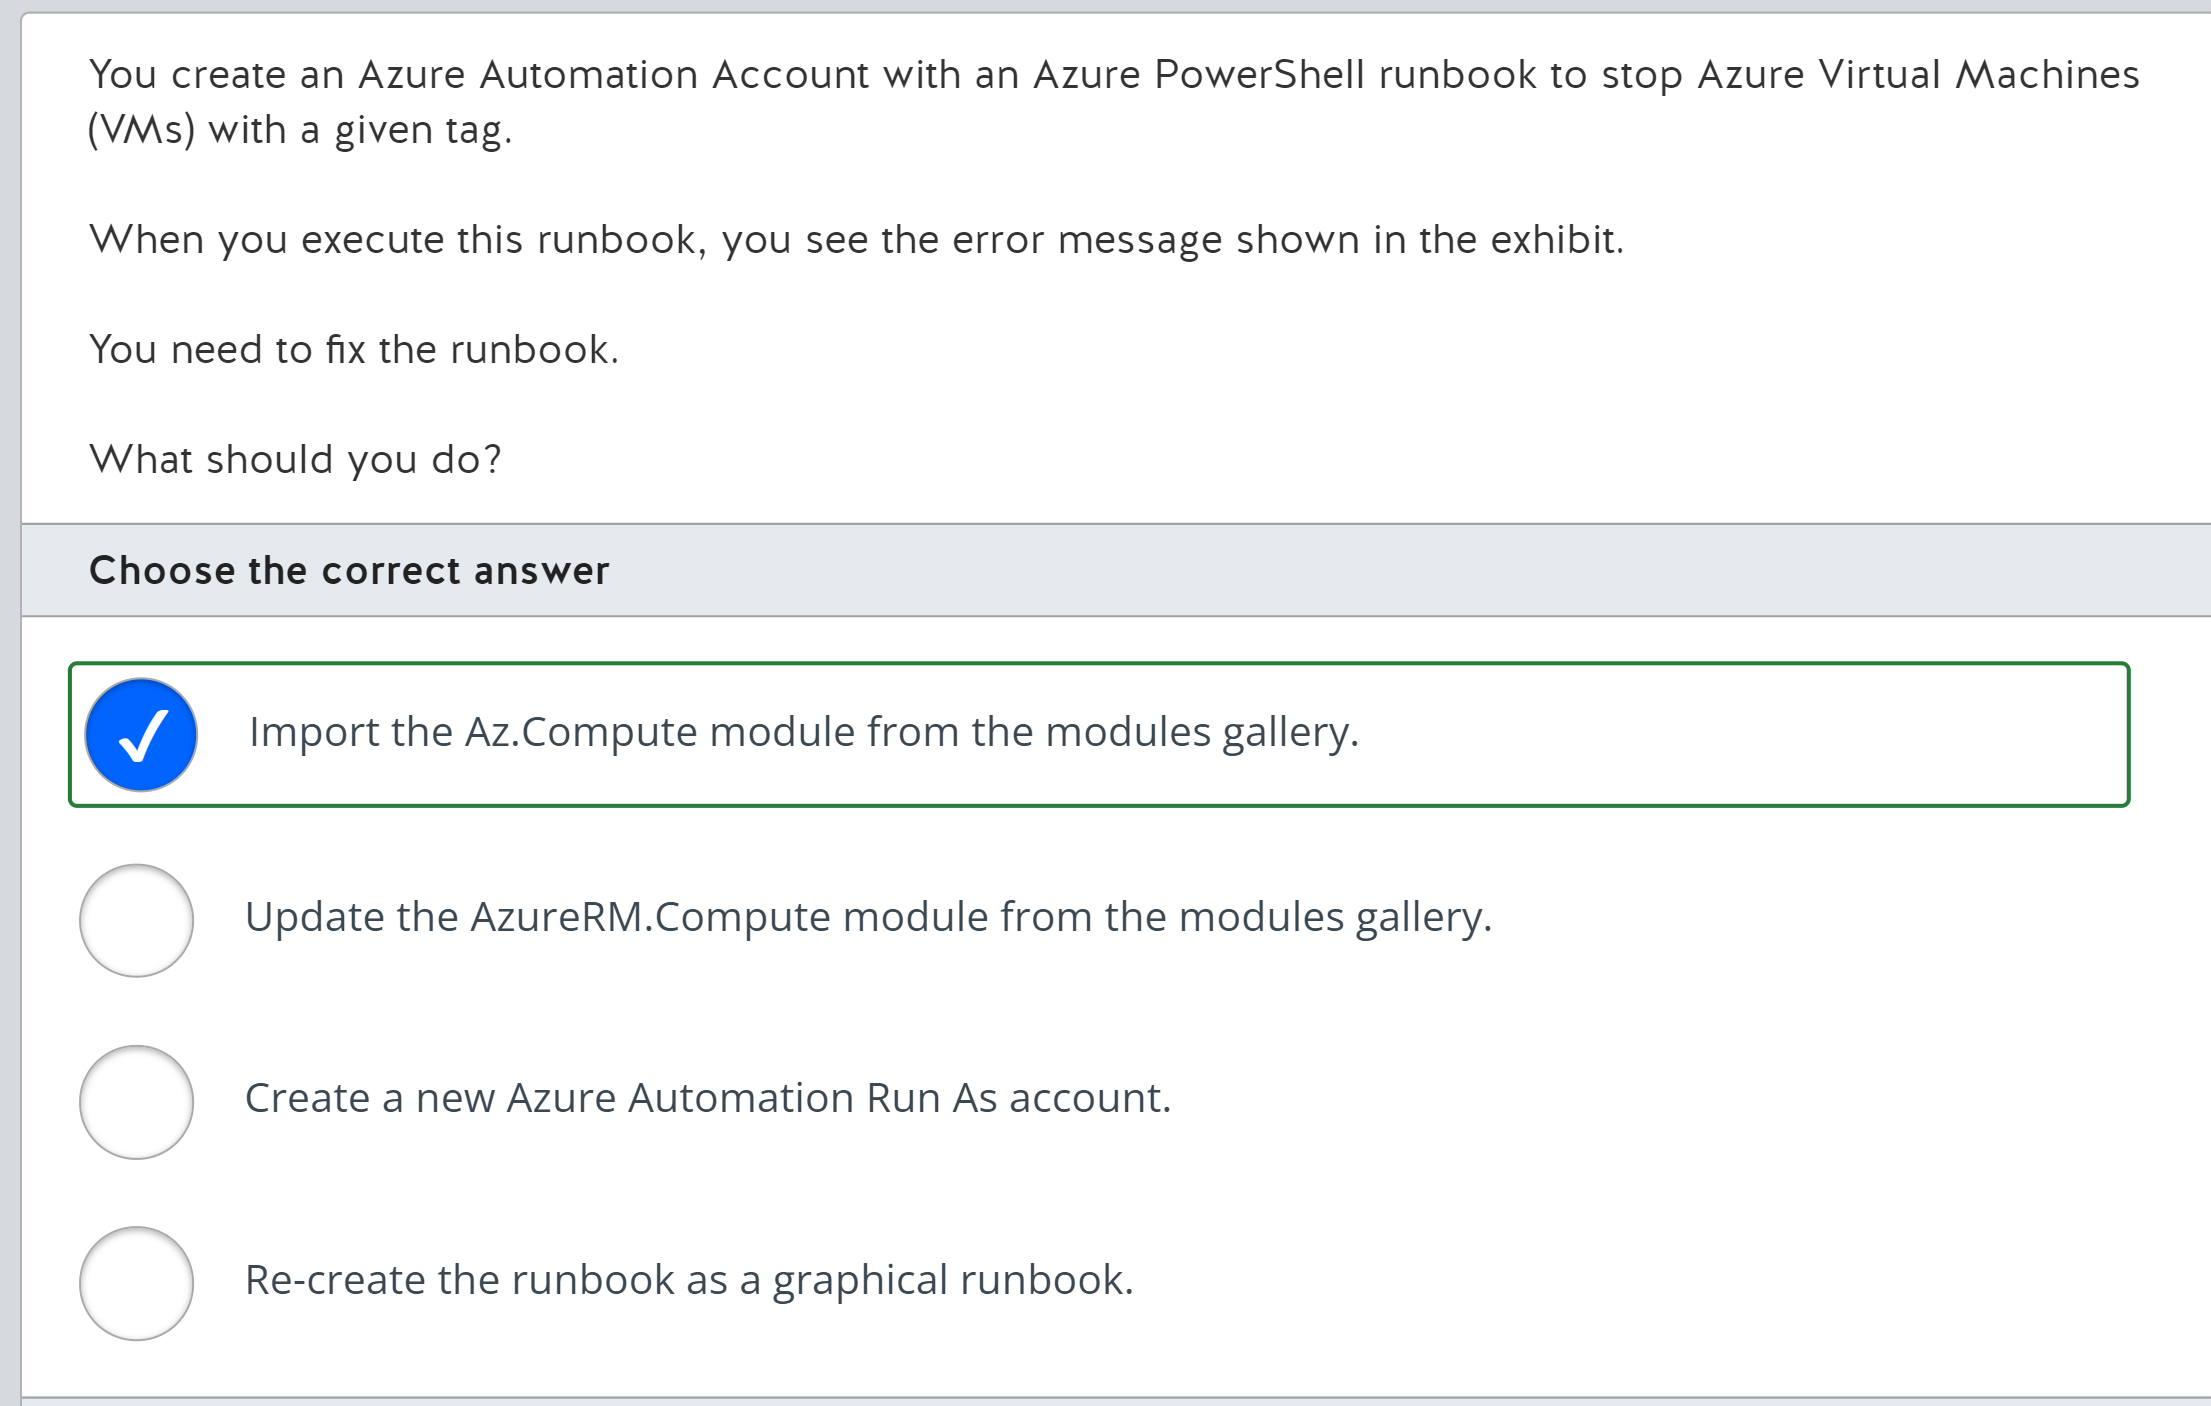 You create an Azure Automation Account with an Azure PowerShell runbook to stop Azure Virtual Machines
(VMs) with a given tag.
When you execute this runbook, you see the error message shown in the exhibit.
You need to fix the runbook.
What should you do?
Choose the correct answer
Import the Az.Compute module from the modules gallery.
Update the AzureRM.Compute module from the modules gallery.
Create a new Azure Automation Run As account.
Re-create the runbook as a graphical runbook.